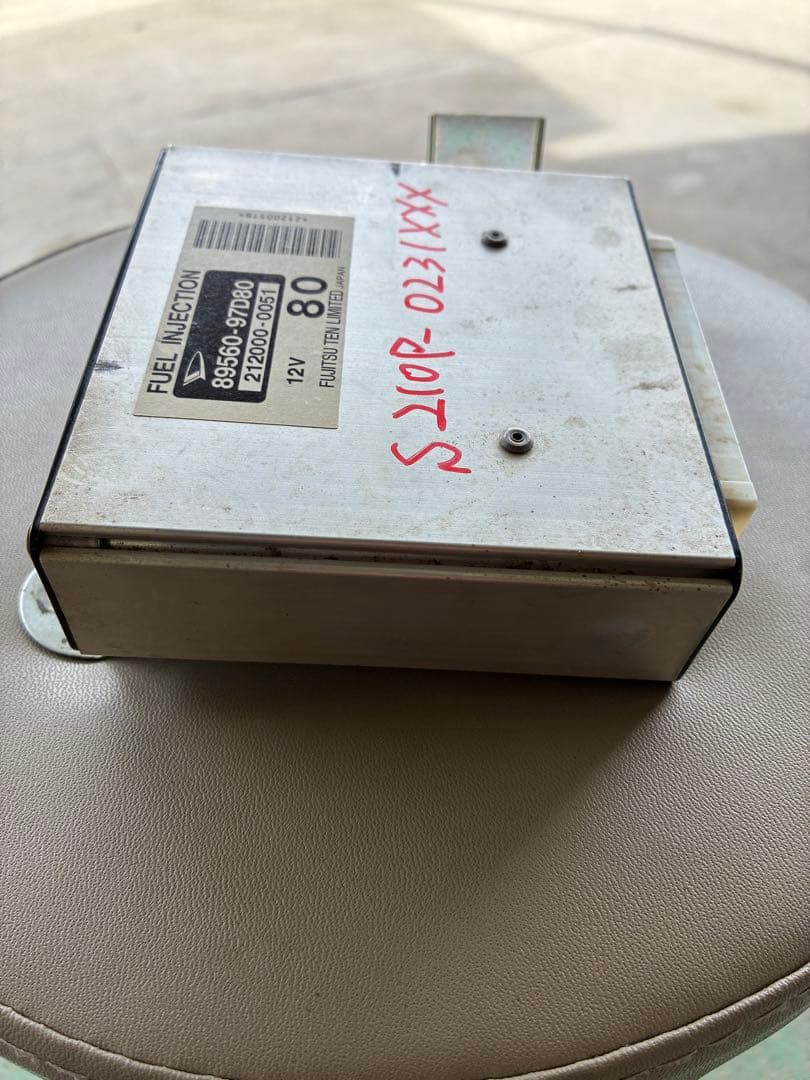 FUEL INJECTION
89560-97D80
212000-0051
12V 80
FUJITSU TEN LIMITED JAPAN
S210P-0231XXX